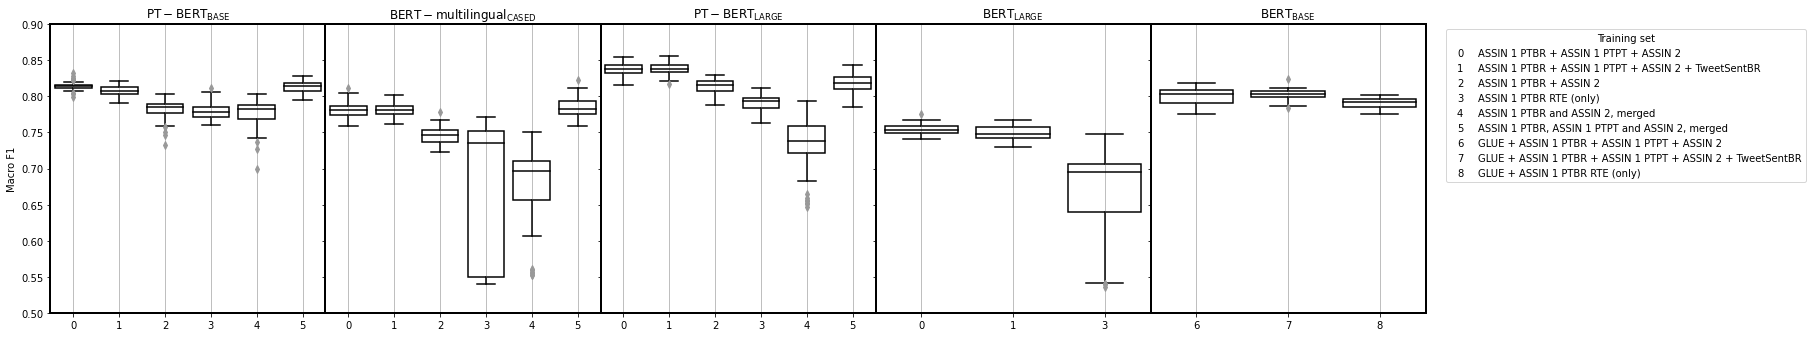 PT − BERT_BASE
BERT − multilingual_CASED
PT − BERT_LARGE
BERT_LARGE
BERT_BASE
Macro F1
0.90
0.85
0.80
0.75
0.70
0.65
0.60
0.55
0.50
0 1 2 3 4 5
0 1 2 3 4 5
0 1 2 3 4 5
0 1 3
6 7 8
Training set
0 ASSIN 1 PTBR + ASSIN 1 PTPT + ASSIN 2
1 ASSIN 1 PTBR + ASSIN 1 PTPT + ASSIN 2 + TweetSentBR
2 ASSIN 1 PTBR + ASSIN 2
3 ASSIN 1 PTBR RTE (only)
4 ASSIN 1 PTBR and ASSIN 2, merged
5 ASSIN 1 PTBR, ASSIN 1 PTPT and ASSIN 2, merged
6 GLUE + ASSIN 1 PTBR + ASSIN 1 PTPT + ASSIN 2
7 GLUE + ASSIN 1 PTBR + ASSIN 1 PTPT + ASSIN 2 + TweetSentBR
8 GLUE + ASSIN 1 PTBR RTE (only)